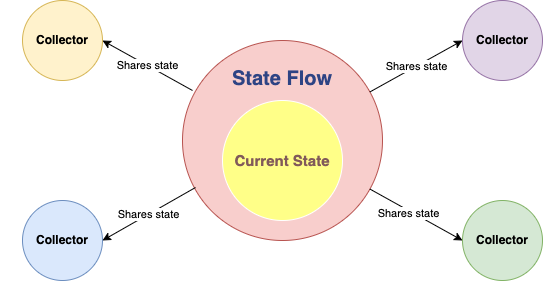 Collector
Collector
Shares state
Shares state
State Flow
Current State
Shares state
Shares state
Collector
Collector